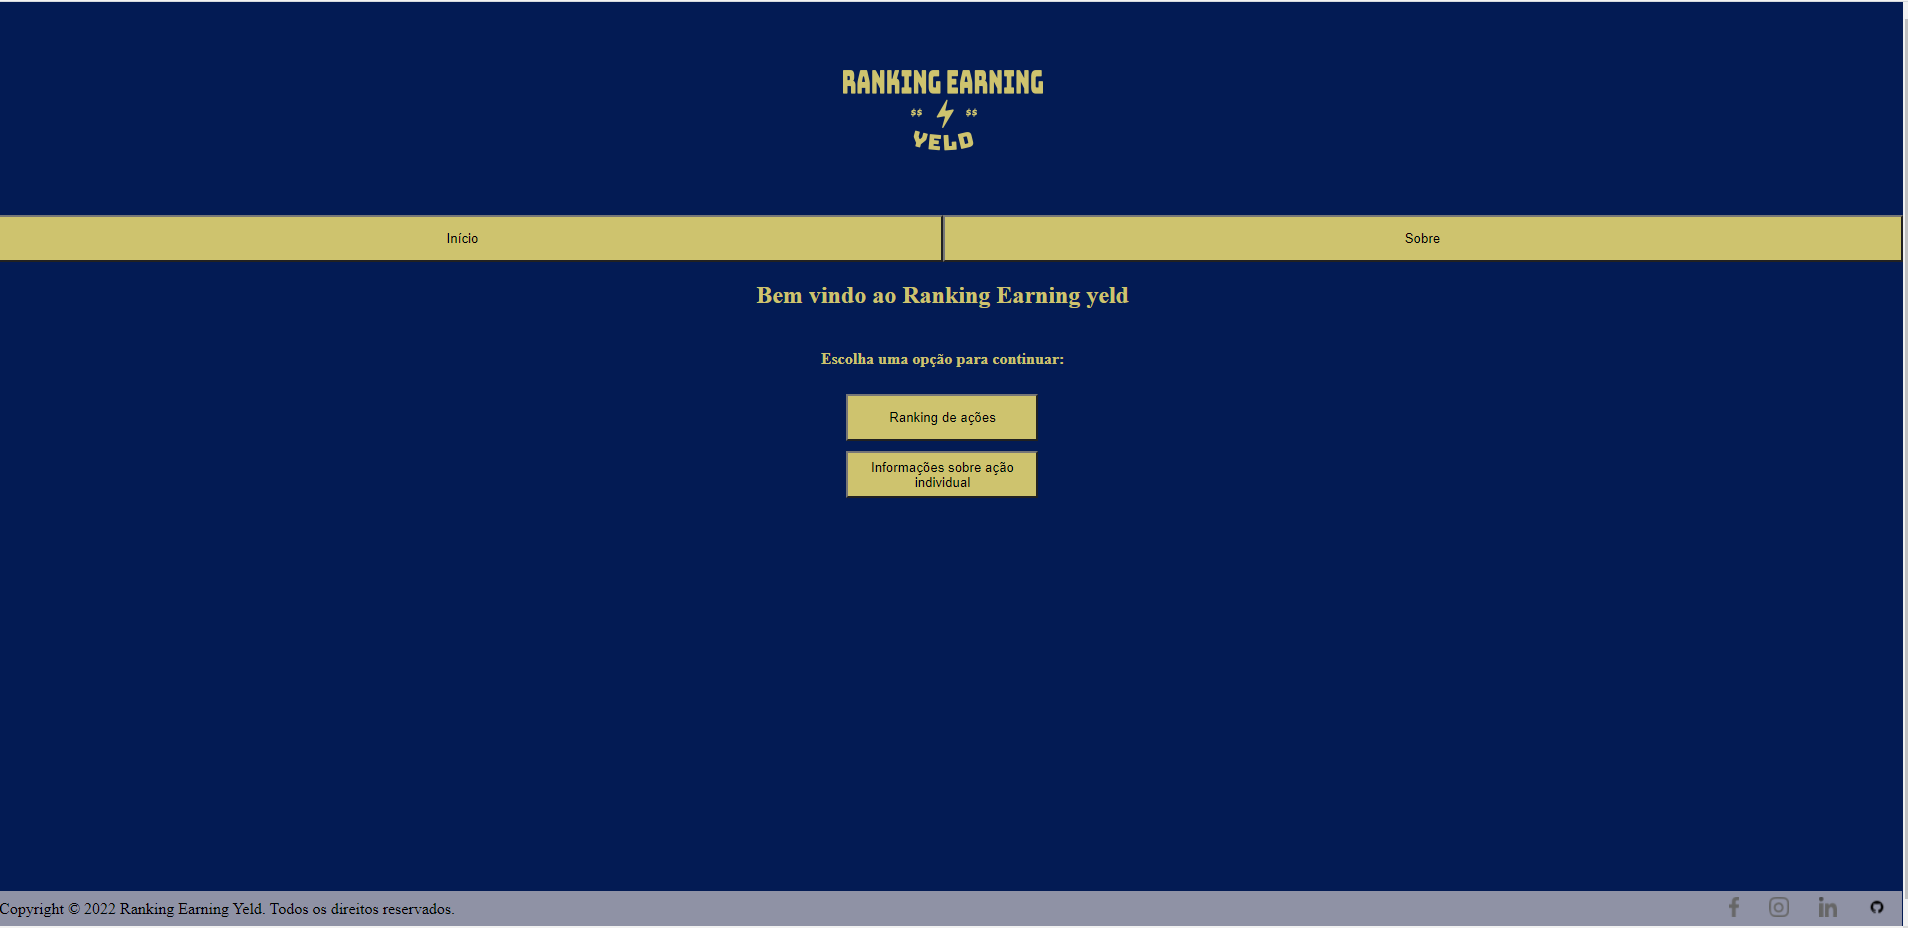 RANKING EARNING
$$ $$
YELD
Início
Sobre
Bem vindo ao Ranking Earning yeld
Escolha uma opção para continuar:
Ranking de ações
Informações sobre ação
individual
Copyright © 2022 Ranking Earning Yeld. Todos os direitos reservados.